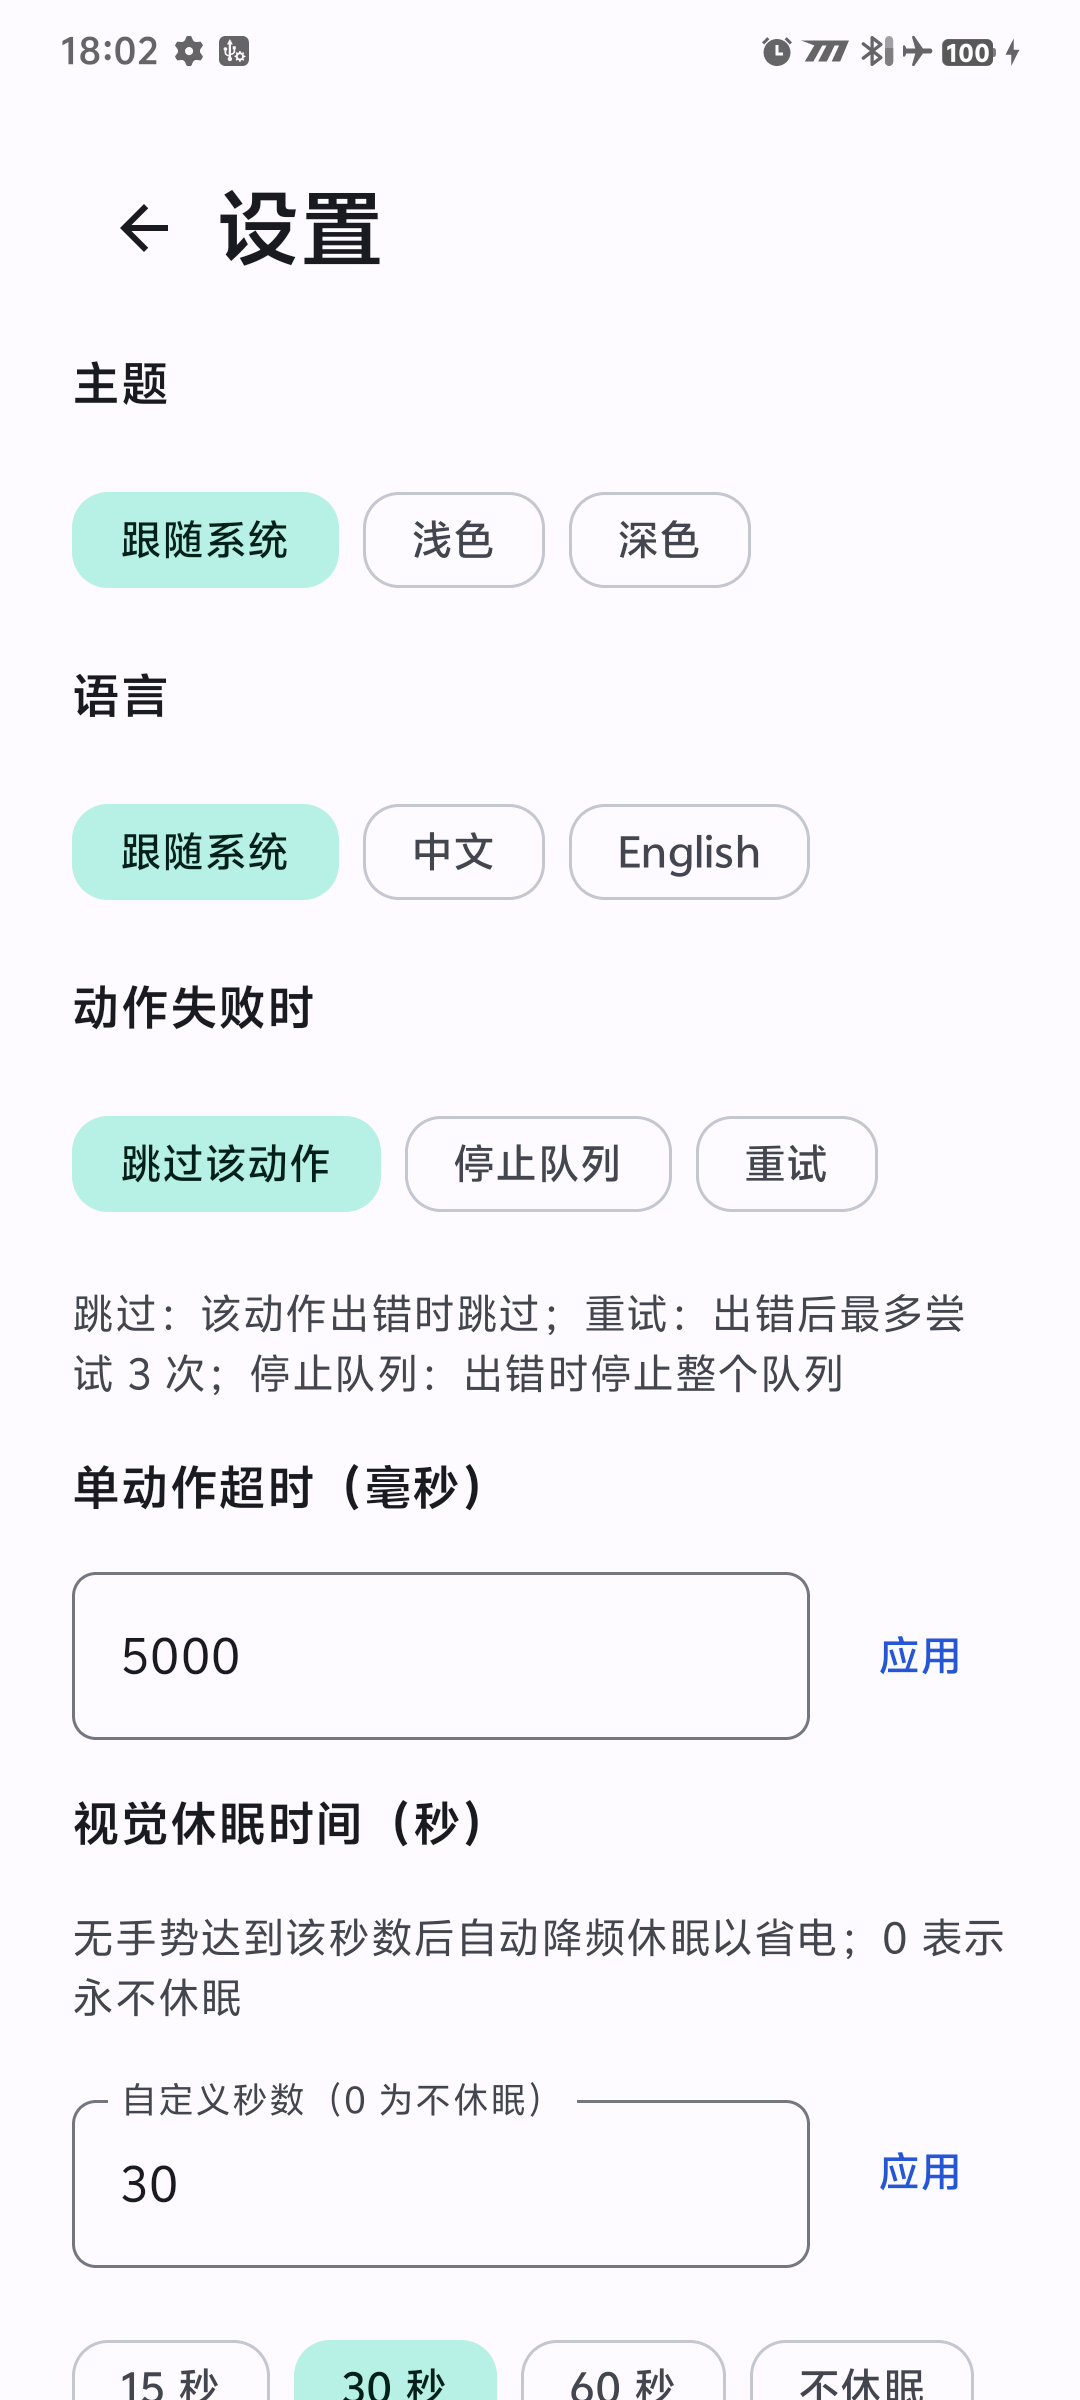 18:02
100
设置
主题
跟随系统 浅色 深色
语言
跟随系统 中文 English
动作失败时
跳过该动作 停止队列 重试
跳过：该动作出错时跳过；重试：出错后最多尝
试 3 次；停止队列：出错时停止整个队列
单动作超时（毫秒）
5000 应用
视觉休眠时间（秒）
无手势达到该秒数后自动降频休眠以省电；0 表示
永不休眠
自定义秒数（0 为不休眠）
30 应用
15 秒 30 秒 60 秒 不休眠